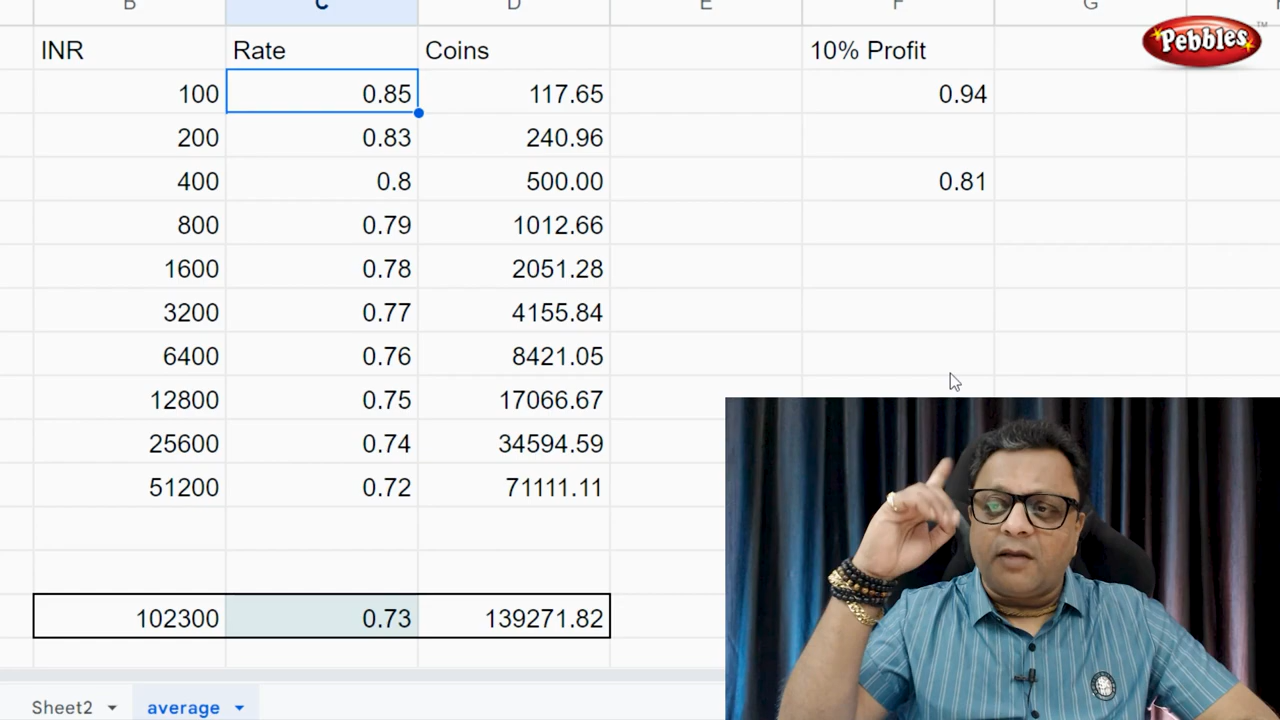 B C D E F G
Pebbles TM
INR Rate Coins 10% Profit
100 0.85 117.65 0.94
200 0.83 240.96
400 0.8 500.00 0.81
800 0.79 1012.66
1600 0.78 2051.28
3200 0.77 4155.84
6400 0.76 8421.05
12800 0.75 17066.67
25600 0.74 34594.59
51200 0.72 71111.11
102300 0.73 139271.82
Sheet2 average